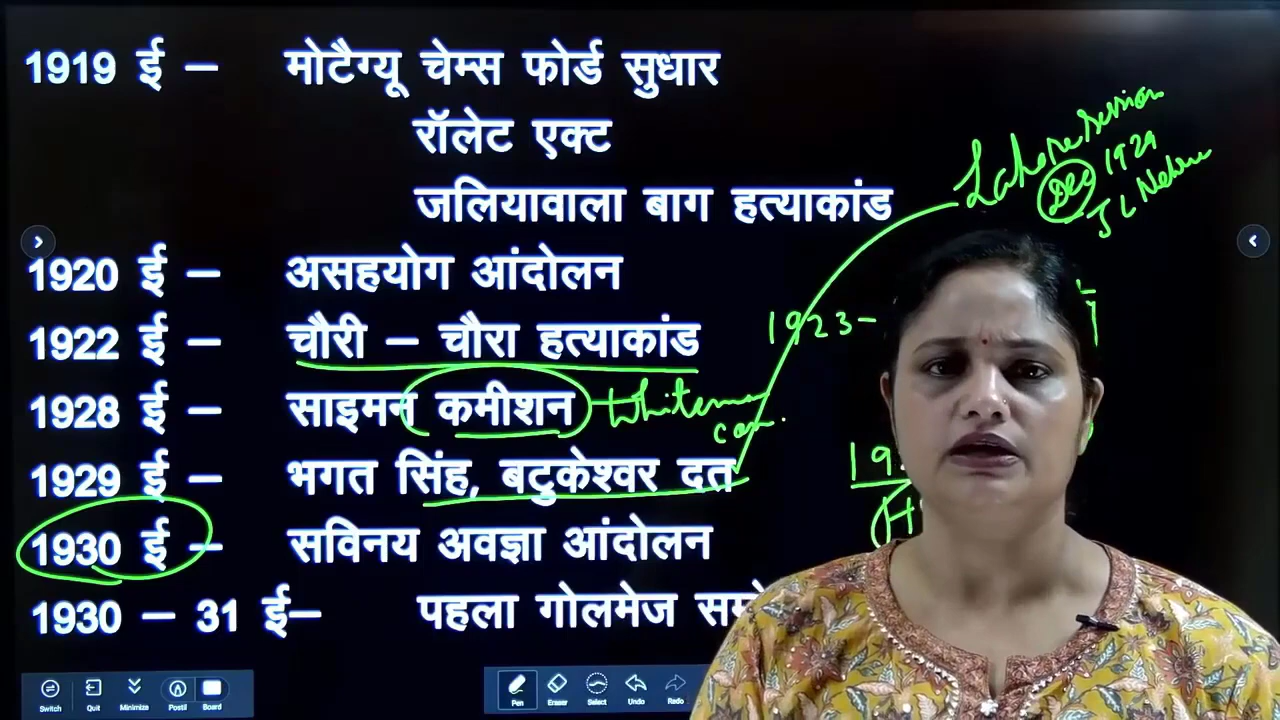 1919 ई – मोटैग्यू चेम्स फोर्ड सुधार
रॉलेट एक्ट
जलियावाला बाग हत्याकांड
1920 ई – असहयोग आंदोलन
1922 ई – चौरी – चौरा हत्याकांड
1928 ई – साइमन कमीशन
1929 ई – भगत सिंह, बटुकेश्वर दत
1930 ई – सविनय अवज्ञा आंदोलन
1930 – 31 ई– पहला गोलमेज
Lahore Session
Dec 1929
J L Nehru
1923-
Switch Quit Minimize Postil Board
Pen Eraser Select Undo Redo